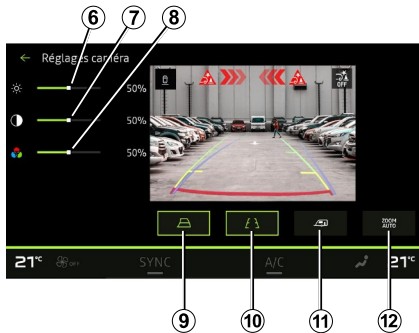 6 7 8
← Réglages caméra
50%
50%
50%
OFF
ZOOM
AUTO
21°C OFF SYNC A/C 21°C
9 10 11 12